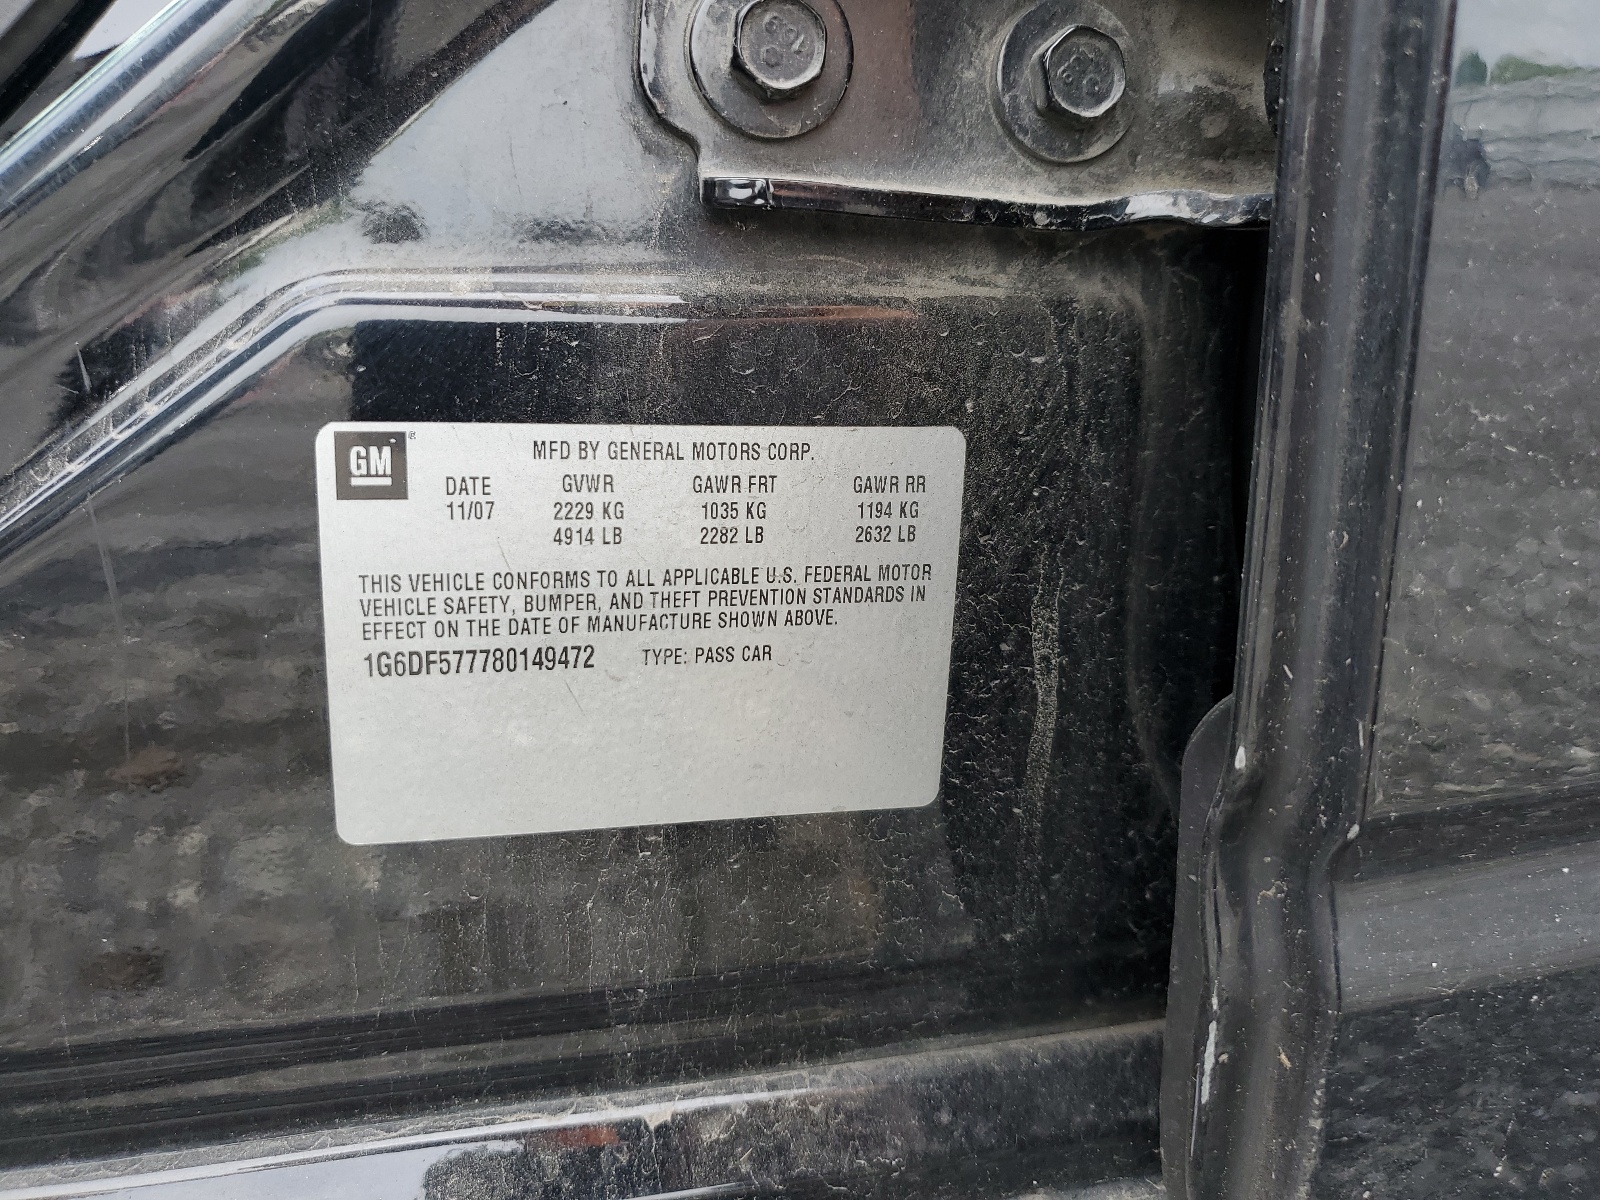 GM
MFD BY GENERAL MOTORS CORP.
DATE GVWR GAWR FRT GAWR RR
11/07 2229 KG 1035 KG 1194 KG
4914 LB 2282 LB 2632 LB
THIS VEHICLE CONFORMS TO ALL APPLICABLE U.S. FEDERAL MOTOR
VEHICLE SAFETY, BUMPER, AND THEFT PREVENTION STANDARDS IN
EFFECT ON THE DATE OF MANUFACTURE SHOWN ABOVE.
1G6DF577780149472 TYPE: PASS CAR